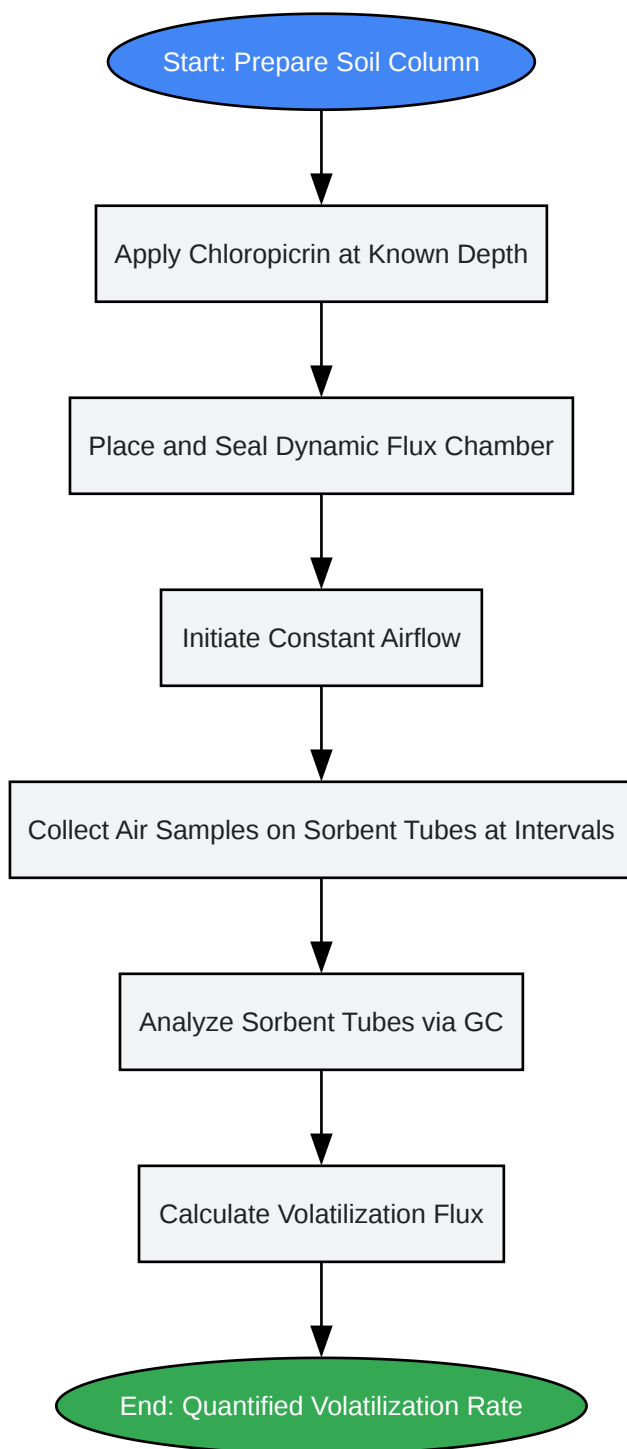 Start: Prepare Soil Column
Apply Chloropicrin at Known Depth
Place and Seal Dynamic Flux Chamber
Initiate Constant Airflow
Collect Air Samples on Sorbent Tubes at Intervals
Analyze Sorbent Tubes via GC
Calculate Volatilization Flux
End: Quantified Volatilization Rate